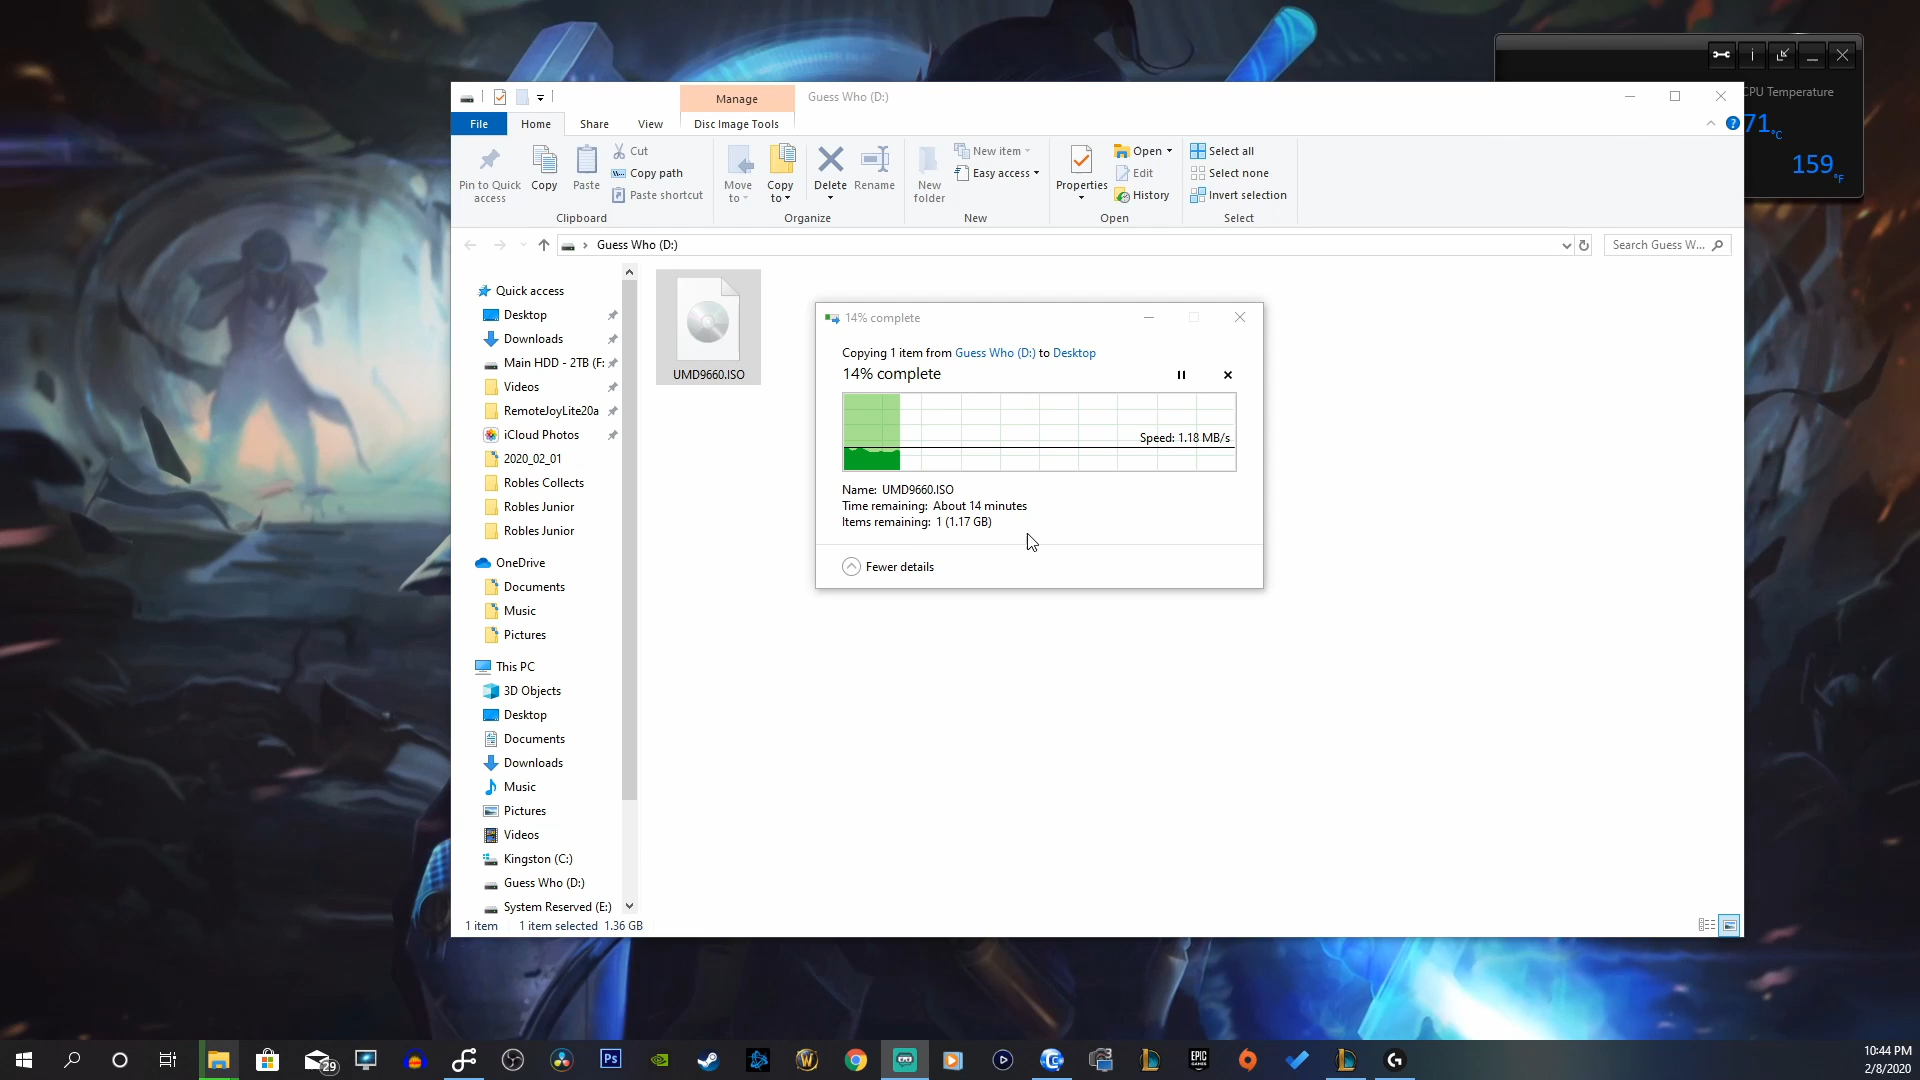 Manage
Guess Who (D:)
File
Home
Share
View
Disc Image Tools
CPU Temperature
71°C
159°F
Pin to Quick access
Copy
Paste
Cut
Copy path
Paste shortcut
Clipboard
Move to
Copy to
Delete
Rename
Organize
New folder
New item
Easy access
New
Properties
Open
Edit
History
Open
Select all
Select none
Invert selection
Select
Guess Who (D:)
Search Guess W...
Quick access
Desktop
Downloads
Main HDD - 2TB (F:
Videos
RemoteJoyLite20a
iCloud Photos
2020_02_01
Robles Collects
Robles Junior
Robles Junior
OneDrive
Documents
Music
Pictures
This PC
3D Objects
Desktop
Documents
Downloads
Music
Pictures
Videos
Kingston (C:)
Guess Who (D:)
System Reserved (E:)
UMD9660.ISO
14% complete
Copying 1 item from Guess Who (D:) to Desktop
14% complete
Speed: 1.18 MB/s
Name: UMD9660.ISO
Time remaining: About 14 minutes
Items remaining: 1 (1.17 GB)
Fewer details
1 item
1 item selected 1.36 GB
29
Ps
EPIC GAMES
10:44 PM
2/8/2020